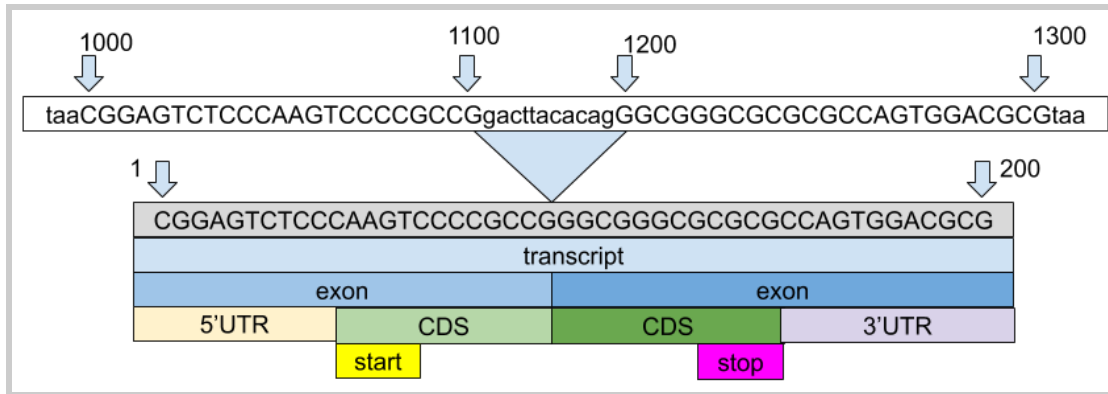 1000 1100 1200 1300
taaCGGAGTCTCCCAAGTCCCCGCCGgacttacacagGGCGGGCGCGCGCCAGTGGACGCGtaa
1 200
CGGAGTCTCCCAAGTCCCCGCCGGGCGGGCGCGCGCCAGTGGACGCG
transcript
exon exon
5'UTR CDS CDS 3'UTR
start stop